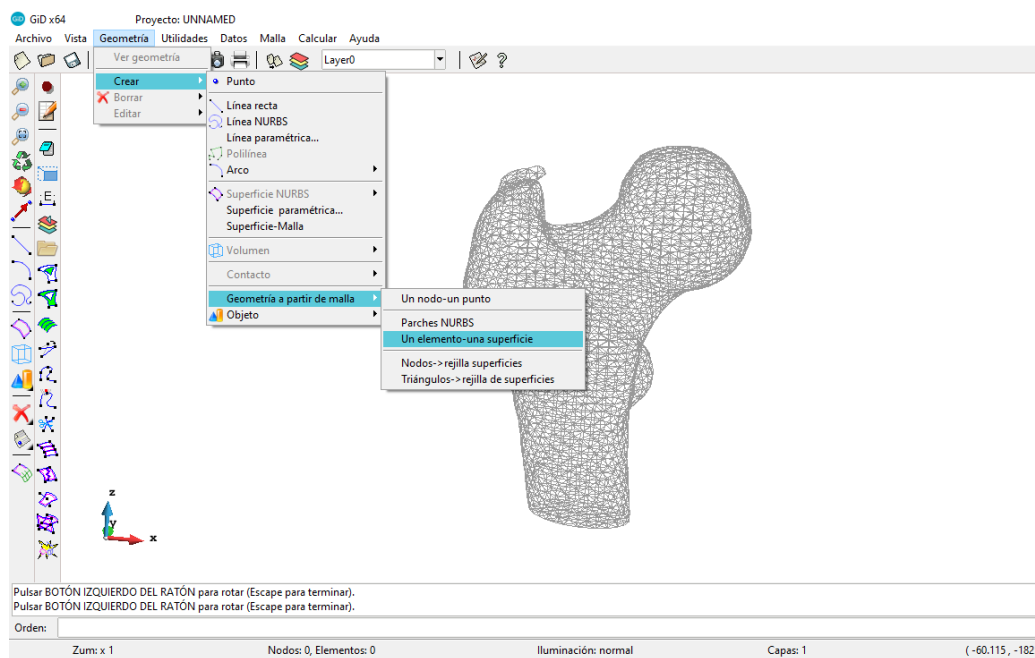 GiD GiD x64 Proyecto: UNNAMED
Archivo Vista Geometría Utilidades Datos Malla Calcular Ayuda
Ver geometría
Layer0
Crear
Borrar
Editar
Punto
Línea recta
Línea NURBS
Línea paramétrica...
Polilínea
Arco
Superficie NURBS
Superficie paramétrica...
Superficie-Malla
Volumen
Contacto
Geometría a partir de malla
Objeto
Un nodo-un punto
Parches NURBS
Un elemento-una superficie
Nodos->rejilla superficies
Triángulos->rejilla de superficies
:E:
z
y
x
Pulsar BOTÓN IZQUIERDO DEL RATÓN para rotar (Escape para terminar).
Pulsar BOTÓN IZQUIERDO DEL RATÓN para rotar (Escape para terminar).
Orden:
Zum: x 1 Nodos: 0, Elementos: 0 Iluminación: normal Capas: 1 ( -60.115 , -182